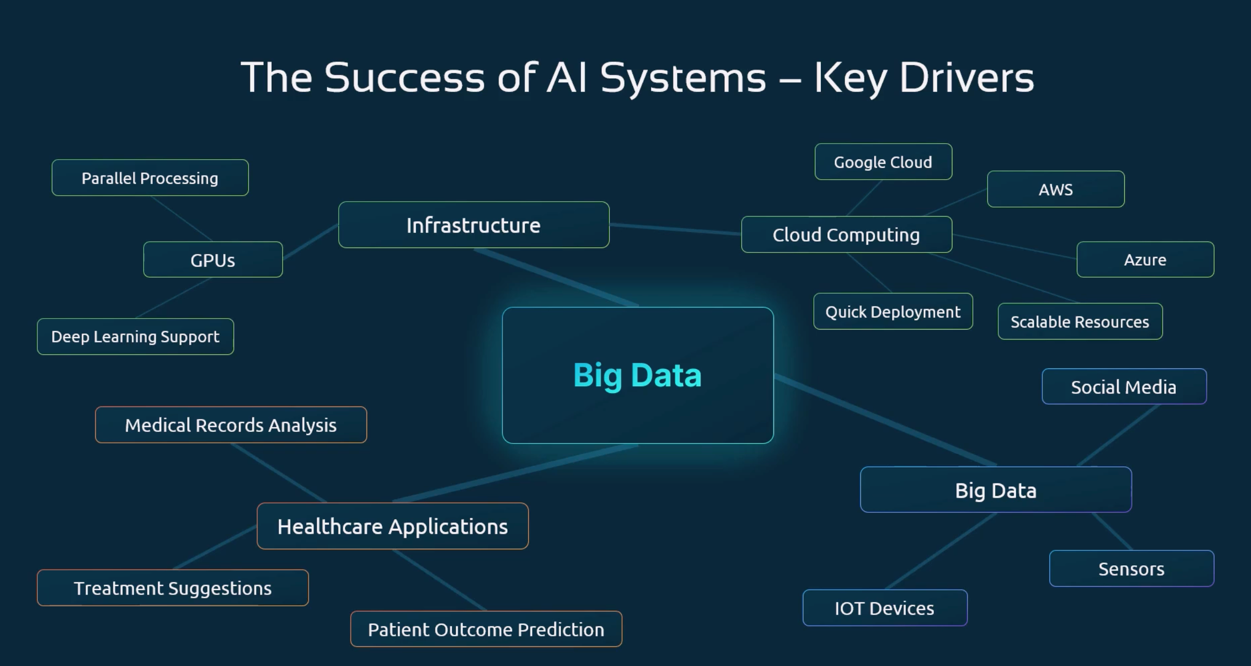 The Success of AI Systems – Key Drivers
Parallel Processing
GPUs
Deep Learning Support
Infrastructure
Google Cloud
AWS
Cloud Computing
Azure
Quick Deployment
Scalable Resources
Big Data
Social Media
Big Data
Sensors
IOT Devices
Medical Records Analysis
Healthcare Applications
Treatment Suggestions
Patient Outcome Prediction